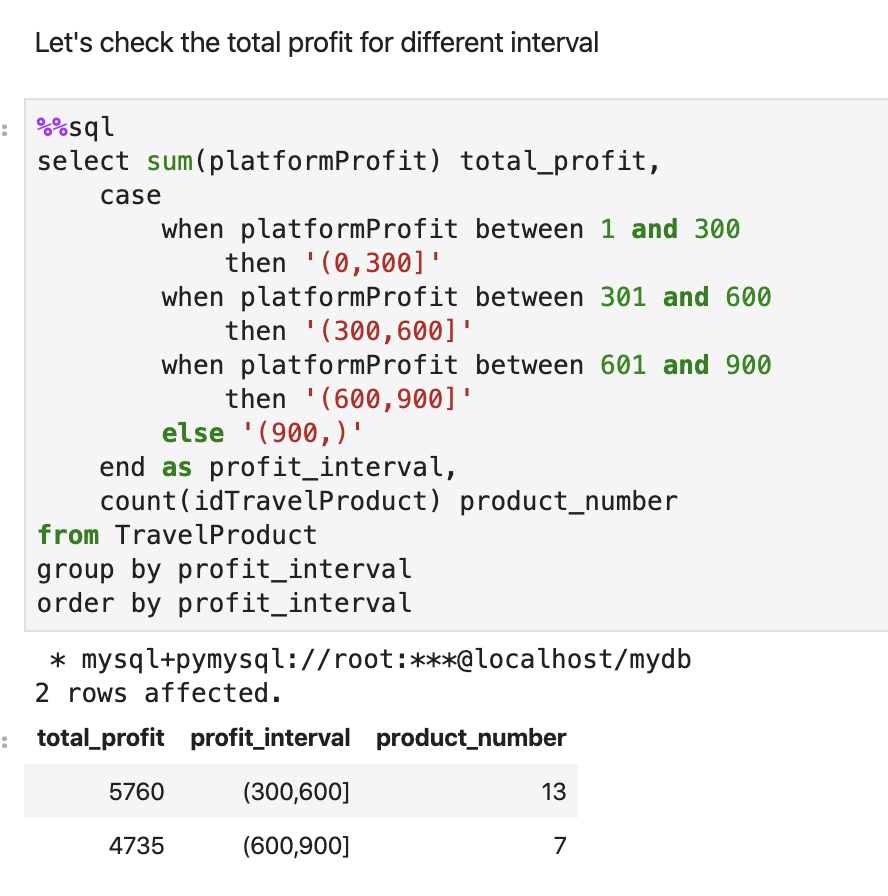 Let's check the total profit for different interval
%%sql
select sum(platformProfit) total_profit,
    case
        when platformProfit between 1 and 300
            then '(0,300]'
        when platformProfit between 301 and 600
            then '(300,600]'
        when platformProfit between 601 and 900
            then '(600,900]'
        else '(900,)'
    end as profit_interval,
    count(idTravelProduct) product_number
from TravelProduct
group by profit_interval
order by profit_interval
 * mysql+pymysql://root:***@localhost/mydb
2 rows affected.
total_profit profit_interval product_number
5760 (300,600] 13
4735 (600,900] 7